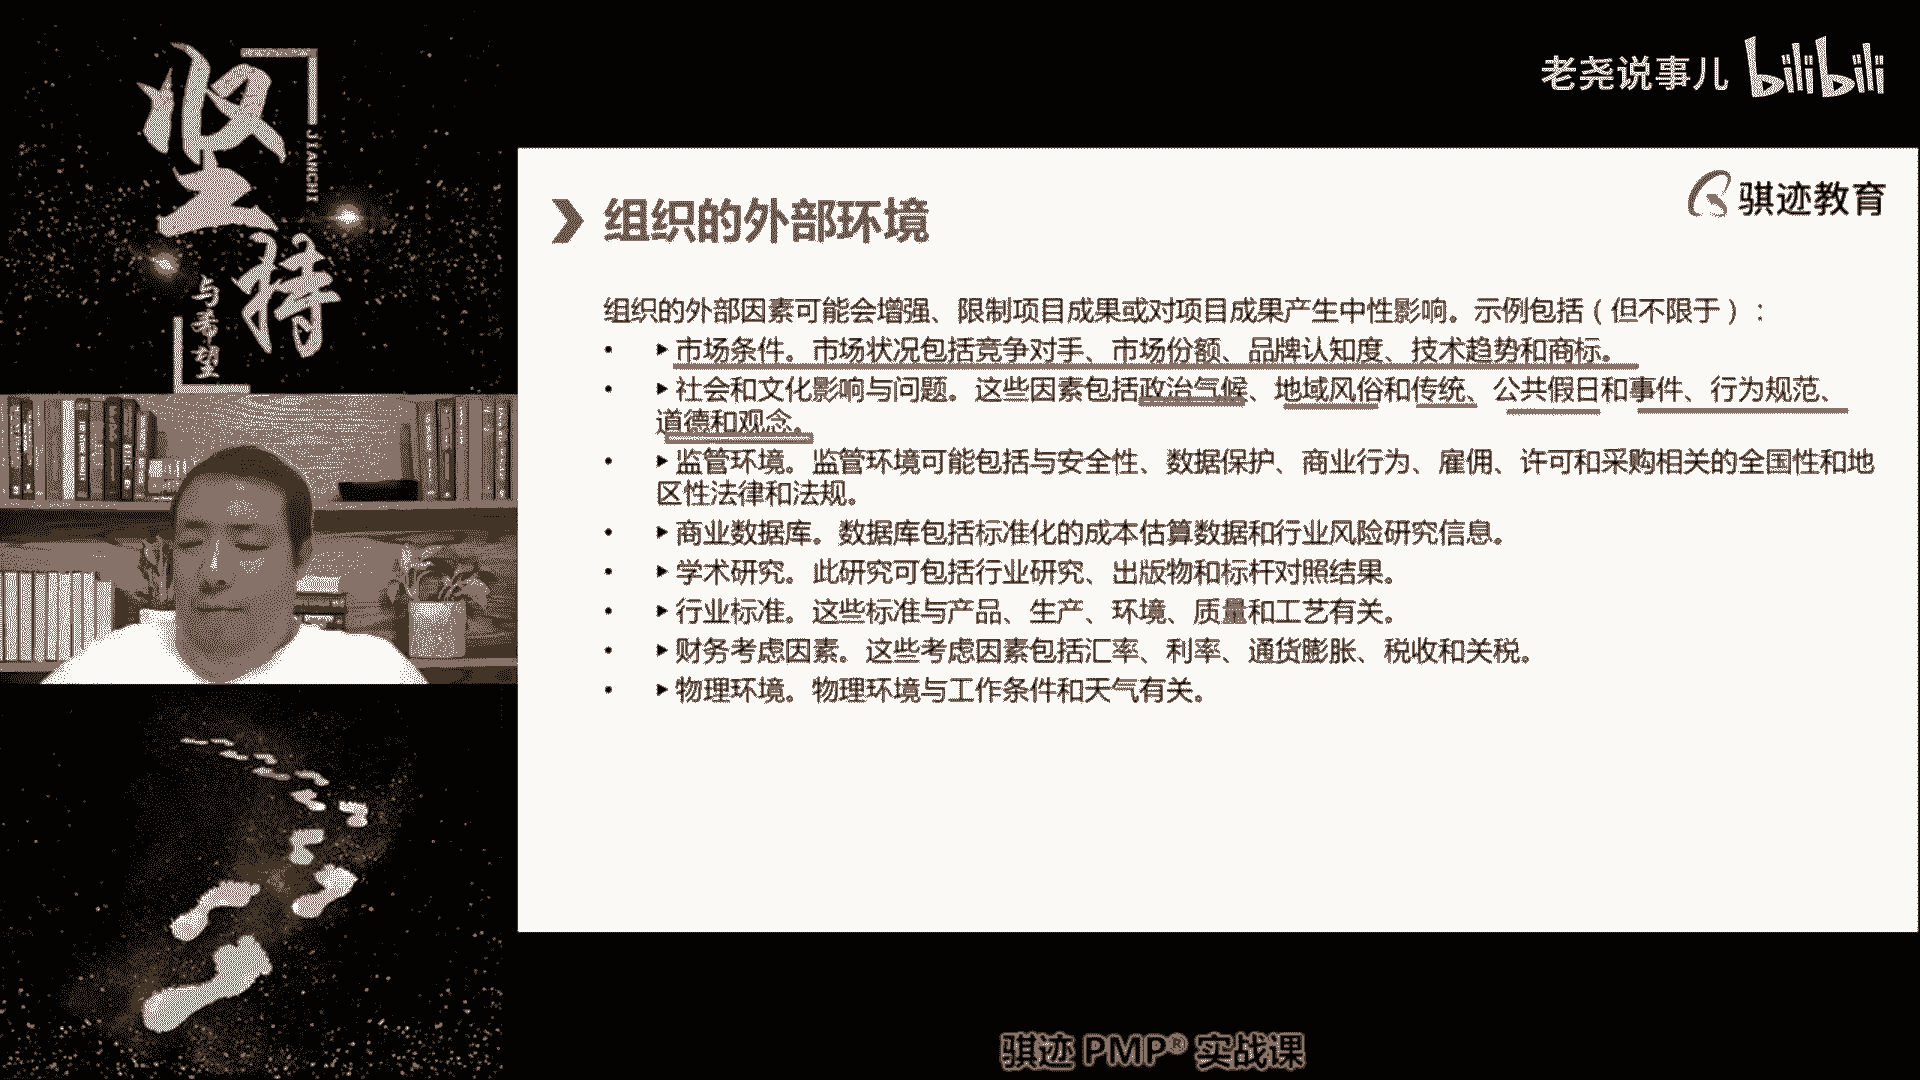 坚持
JIANCHI
与希望
老尧说事儿 bilibili
骐迹教育
组织的外部环境
组织的外部因素可能会增强、限制项目成果或对项目成果产生中性影响。示例包括（但不限于）：
• ▸市场条件。市场状况包括竞争对手、市场份额、品牌认知度、技术趋势和商标。
• ▸社会和文化影响与问题。这些因素包括政治气候、地域风俗和传统、公共假日和事件、行为规范、
道德和观念。
• ▸监管环境。监管环境可能包括与安全性、数据保护、商业行为、雇佣、许可和采购相关的全国性和地
区性法律和法规。
• ▸商业数据库。数据库包括标准化的成本估算数据和行业风险研究信息。
• ▸学术研究。此研究可包括行业研究、出版物和标杆对照结果。
• ▸行业标准。这些标准与产品、生产、环境、质量和工艺有关。
• ▸财务考虑因素。这些考虑因素包括汇率、利率、通货膨胀、税收和关税。
• ▸物理环境。物理环境与工作条件和天气有关。
骐迹 PMP® 实战课